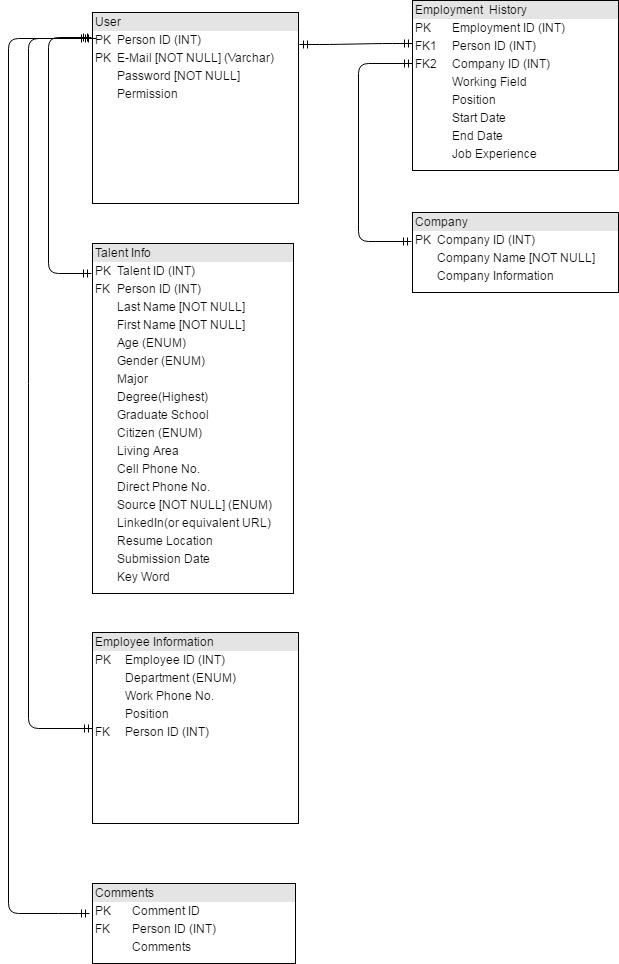 User
PK Person ID (INT)
PK E-Mail [NOT NULL] (Varchar)
Password [NOT NULL]
Permission
Employment History
PK Employment ID (INT)
FK1 Person ID (INT)
FK2 Company ID (INT)
Working Field
Position
Start Date
End Date
Job Experience
Company
PK Company ID (INT)
Company Name [NOT NULL]
Company Information
Talent Info
PK Talent ID (INT)
FK Person ID (INT)
Last Name [NOT NULL]
First Name [NOT NULL]
Age (ENUM)
Gender (ENUM)
Major
Degree(Highest)
Graduate School
Citizen (ENUM)
Living Area
Cell Phone No.
Direct Phone No.
Source [NOT NULL] (ENUM)
LinkedIn(or equivalent URL)
Resume Location
Submission Date
Key Word
Employee Information
PK Employee ID (INT)
Department (ENUM)
Work Phone No.
Position
FK Person ID (INT)
Comments
PK Comment ID
FK Person ID (INT)
Comments